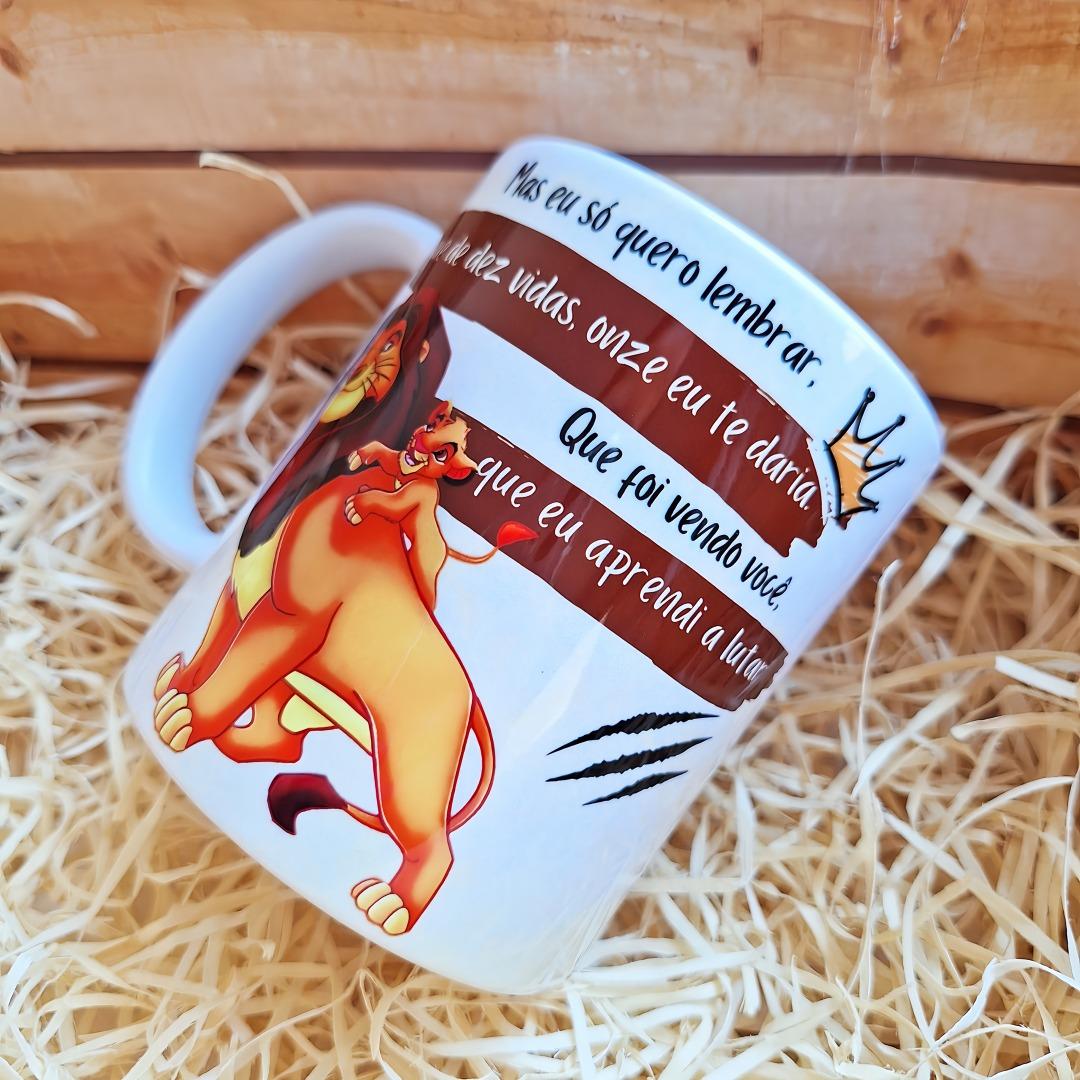 Mas eu só quero lembrar,
de dez vidas, onze eu te daria.
Que foi vendo você,
que eu aprendi a lutar